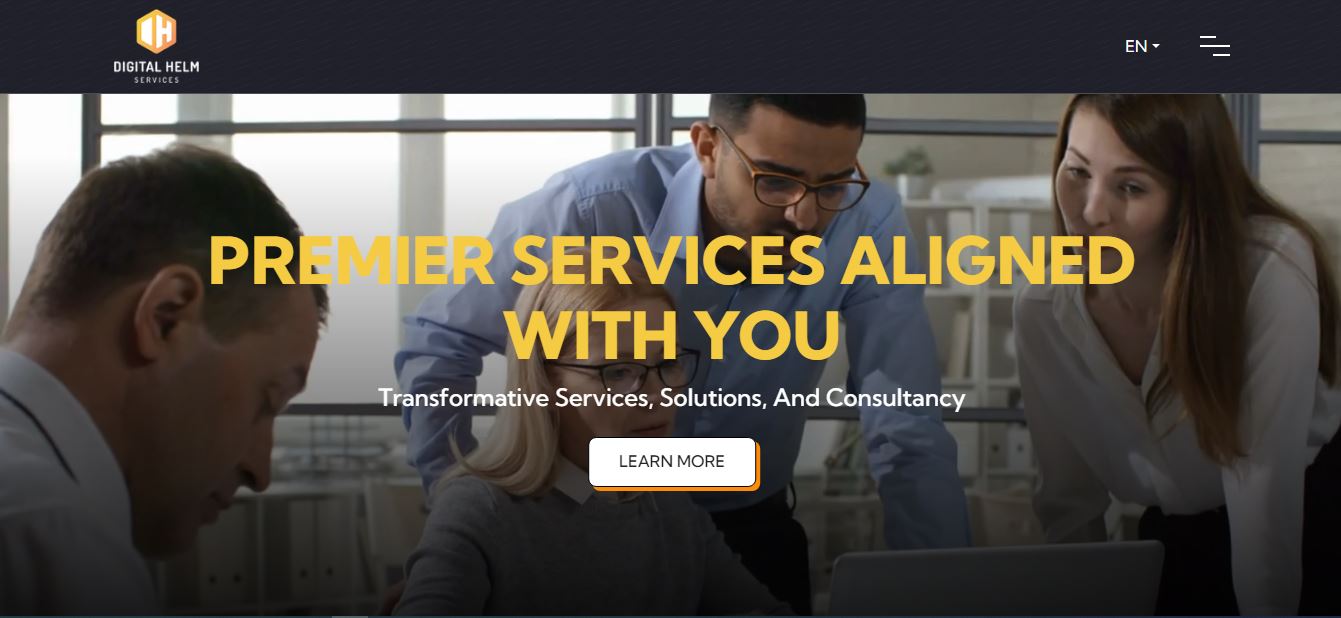 DIGITAL HELM
SERVICES
EN
PREMIER SERVICES ALIGNED
WITH YOU
Transformative Services, Solutions, And Consultancy
LEARN MORE